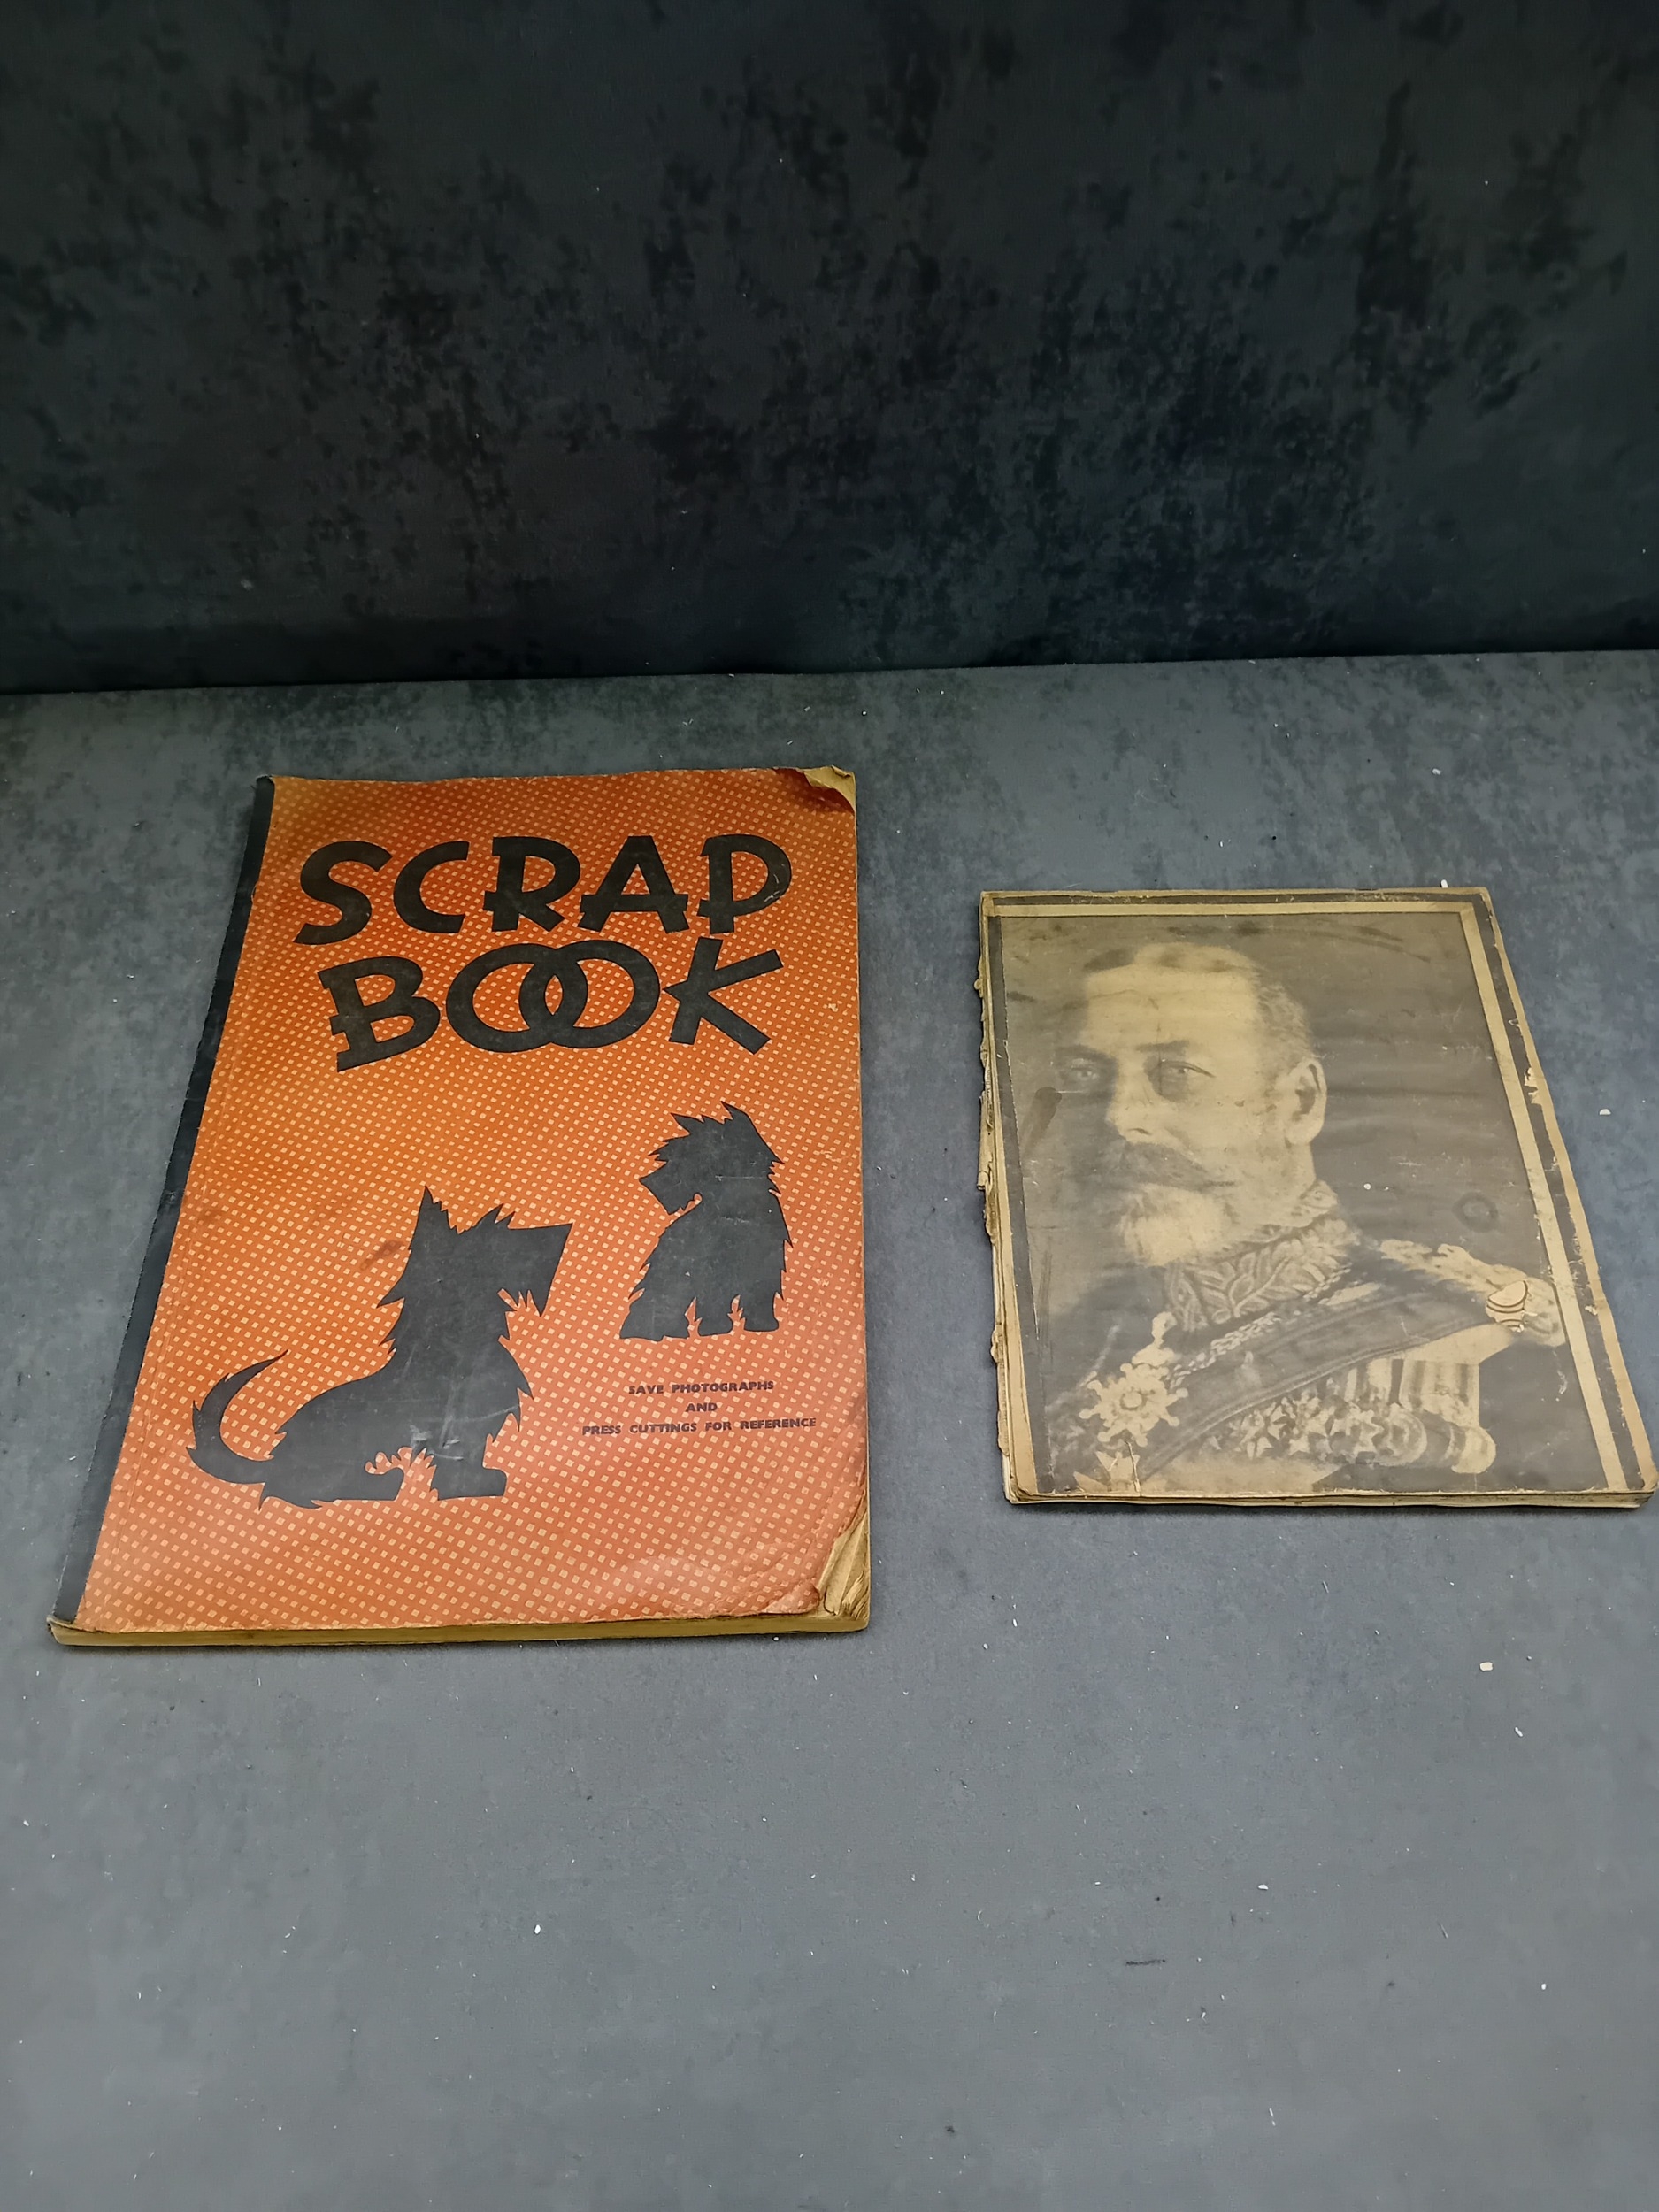 SCRAP
BOOK
SAVE PHOTOGRAPHS
AND
PRESS CUTTINGS FOR REFERENCE